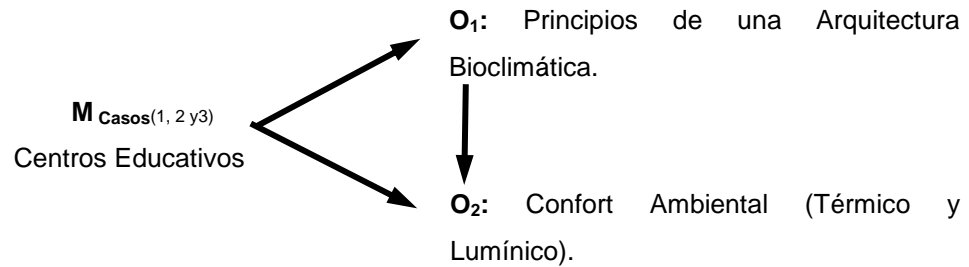 O₁: Principios de una Arquitectura
Bioclimática.
M Casos(1, 2 y3)
Centros Educativos
O₂: Confort Ambiental (Térmico y
Lumínico).